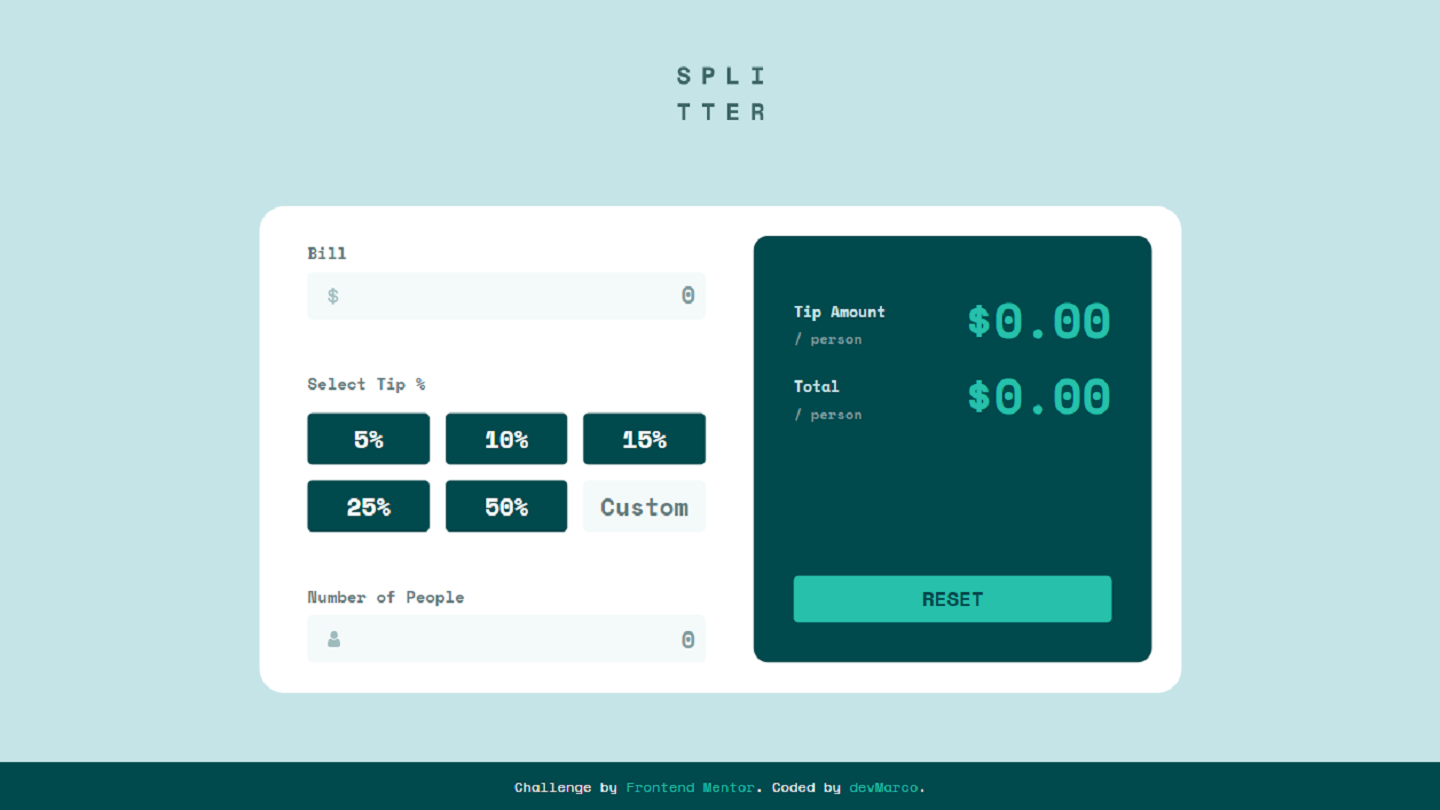 SPLI
TTER
Bill
$ 0
Select Tip %
5% 10% 15%
25% 50% Custom
Number of People
0
Tip Amount
/ person
$0.00
Total
/ person
$0.00
RESET
Challenge by Frontend Mentor. Coded by devMarco.